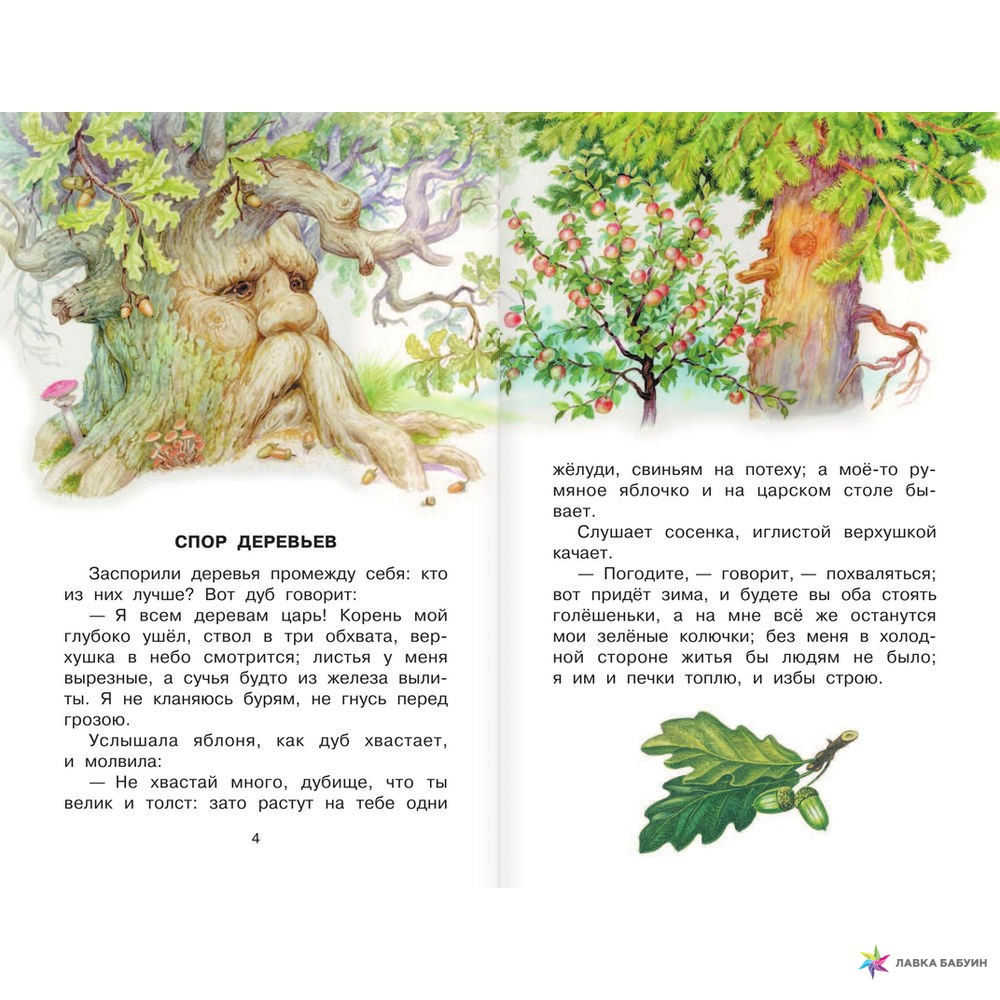 СПОР ДЕРЕВЬЕВ
Заспорили деревья промежду себя: кто
из них лучше? Вот дуб говорит:
— Я всем деревам царь! Корень мой
глубоко ушёл, ствол в три обхвата, вер-
хушка в небо смотрится; листья у меня
вырезные, а сучья будто из железа выли-
ты. Я не кланяюсь бурям, не гнусь перед
грозою.
Услышала яблоня, как дуб хвастает,
и молвила:
— Не хвастай много, дубище, что ты
велик и толст: зато растут на тебе одни
4
жёлуди, свиньям на потеху; а моё-то ру-
мяное яблочко и на царском столе бы-
вает.
Слушает сосенка, иглистой верхушкой
качает.
— Погодите, — говорит, — похваляться;
вот придёт зима, и будете вы оба стоять
голёшеньки, а на мне всё же останутся
мои зелёные колючки; без меня в холод-
ной стороне житья бы людям не было;
я им и печки топлю, и избы строю.
ЛАВКА БАБУИН